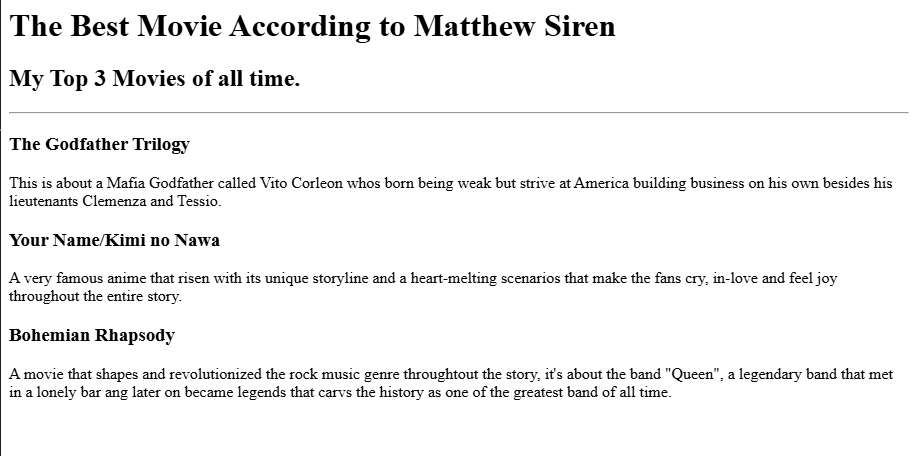 The Best Movie According to Matthew Siren
My Top 3 Movies of all time.
The Godfather Trilogy
This is about a Mafia Godfather called Vito Corleon whos born being weak but strive at America building business on his own besides his
lieutenants Clemenza and Tessio.
Your Name/Kimi no Nawa
A very famous anime that risen with its unique storyline and a heart-melting scenarios that make the fans cry, in-love and feel joy
throughout the entire story.
Bohemian Rhapsody
A movie that shapes and revolutionized the rock music genre throughtout the story, it's about the band "Queen", a legendary band that met
in a lonely bar ang later on became legends that carvs the history as one of the greatest band of all time.